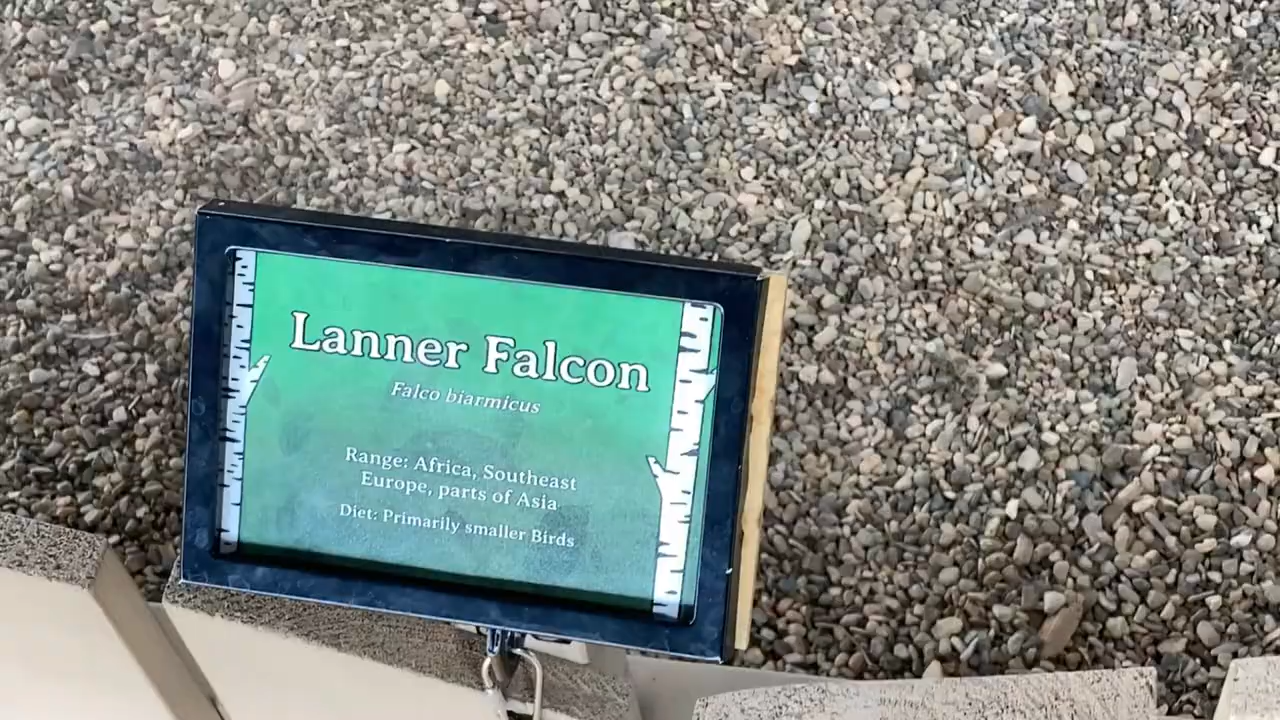 Lanner Falcon
Falco biarmicus
Range: Africa, Southeast
Europe, parts of Asia
Diet: Primarily smaller Birds